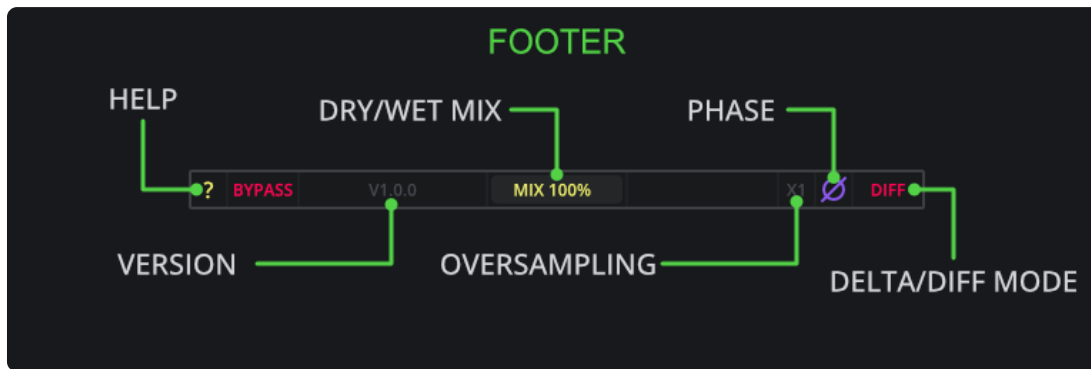 FOOTER
HELP
DRY/WET MIX
PHASE
? BYPASS V1.0.0 MIX 100% X1 Ø DIFF
VERSION
OVERSAMPLING
DELTA/DIFF MODE